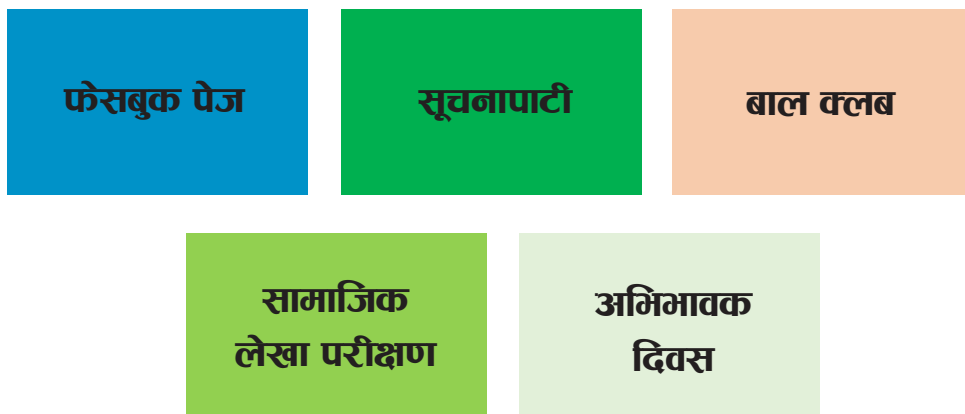 फेसबुक पेज
सूचनापाटी
बाल क्लब
सामाजिक
लेखा परीक्षण
अभिभावक
दिवस